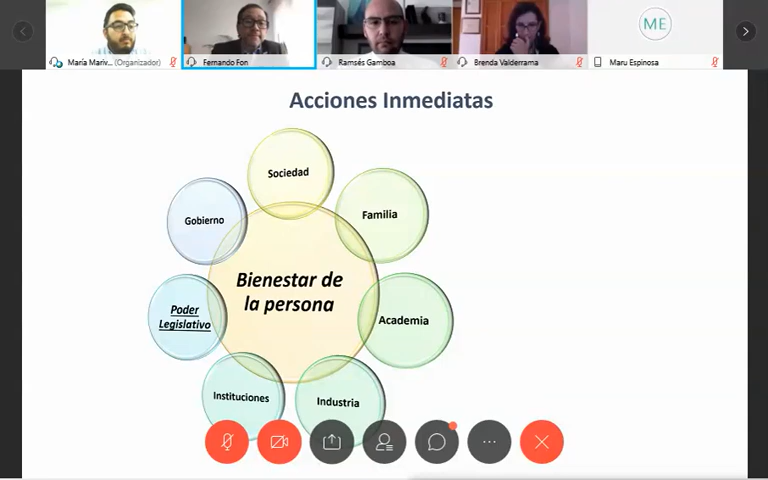 ME
María Mariv... (Organizador)
Fernando Fon
Ramsés Gamboa
Brenda Valderrama
Maru Espinosa
Acciones Inmediatas
Sociedad
Familia
Gobierno
Bienestar de
la persona
Poder
Legislativo
Academia
Instituciones
Industria